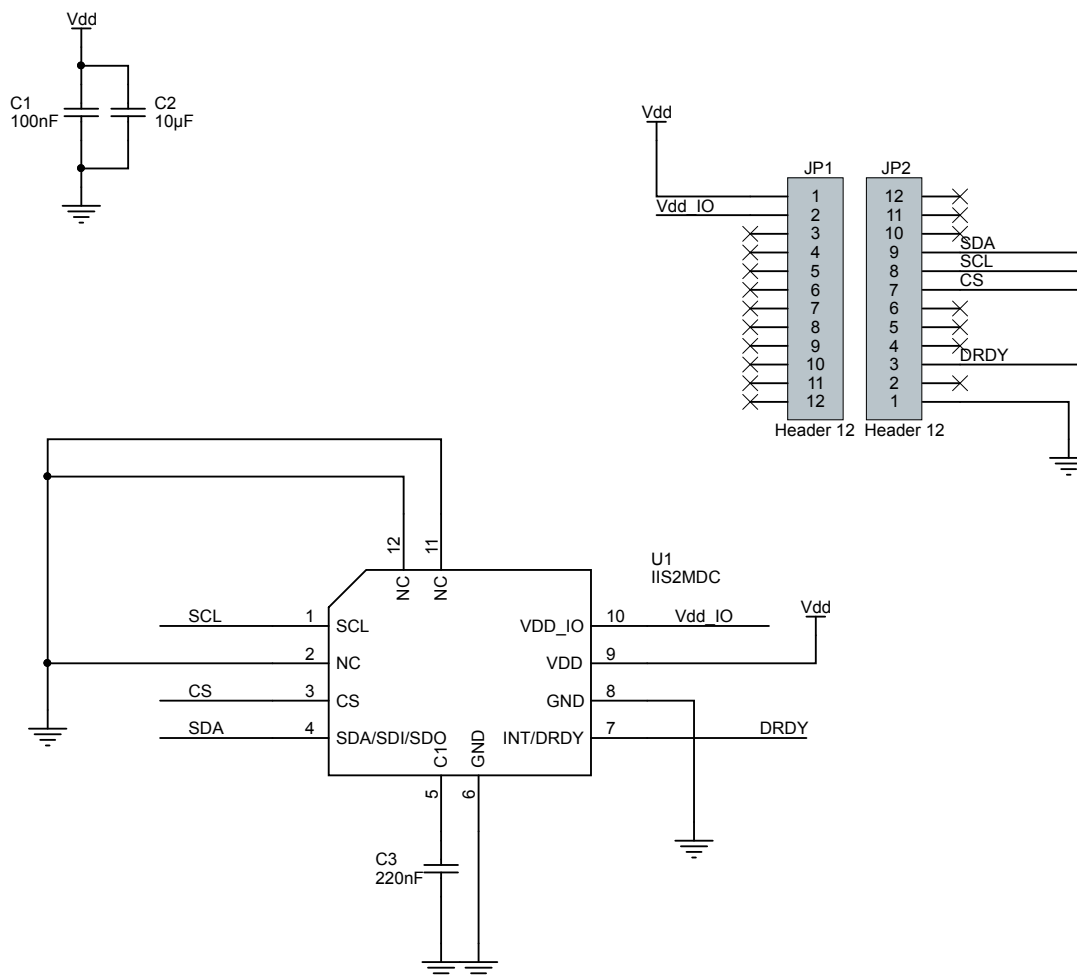 Vdd
C1
100nF
C2
10µF
Vdd
Vdd_IO
JP1
1
2
3
4
5
6
7
8
9
10
11
12
Header 12
JP2
12
11
10
9
8
7
6
5
4
3
2
1
Header 12
SDA
SCL
CS
DRDY
12
11
NC
NC
U1
IIS2MDC
SCL
1
SCL
2
NC
CS
3
CS
SDA
4
SDA/SDI/SDO
VDD_IO
10
Vdd_IO
VDD
9
Vdd
GND
8
INT/DRDY
7
DRDY
C1
GND
5
6
C3
220nF